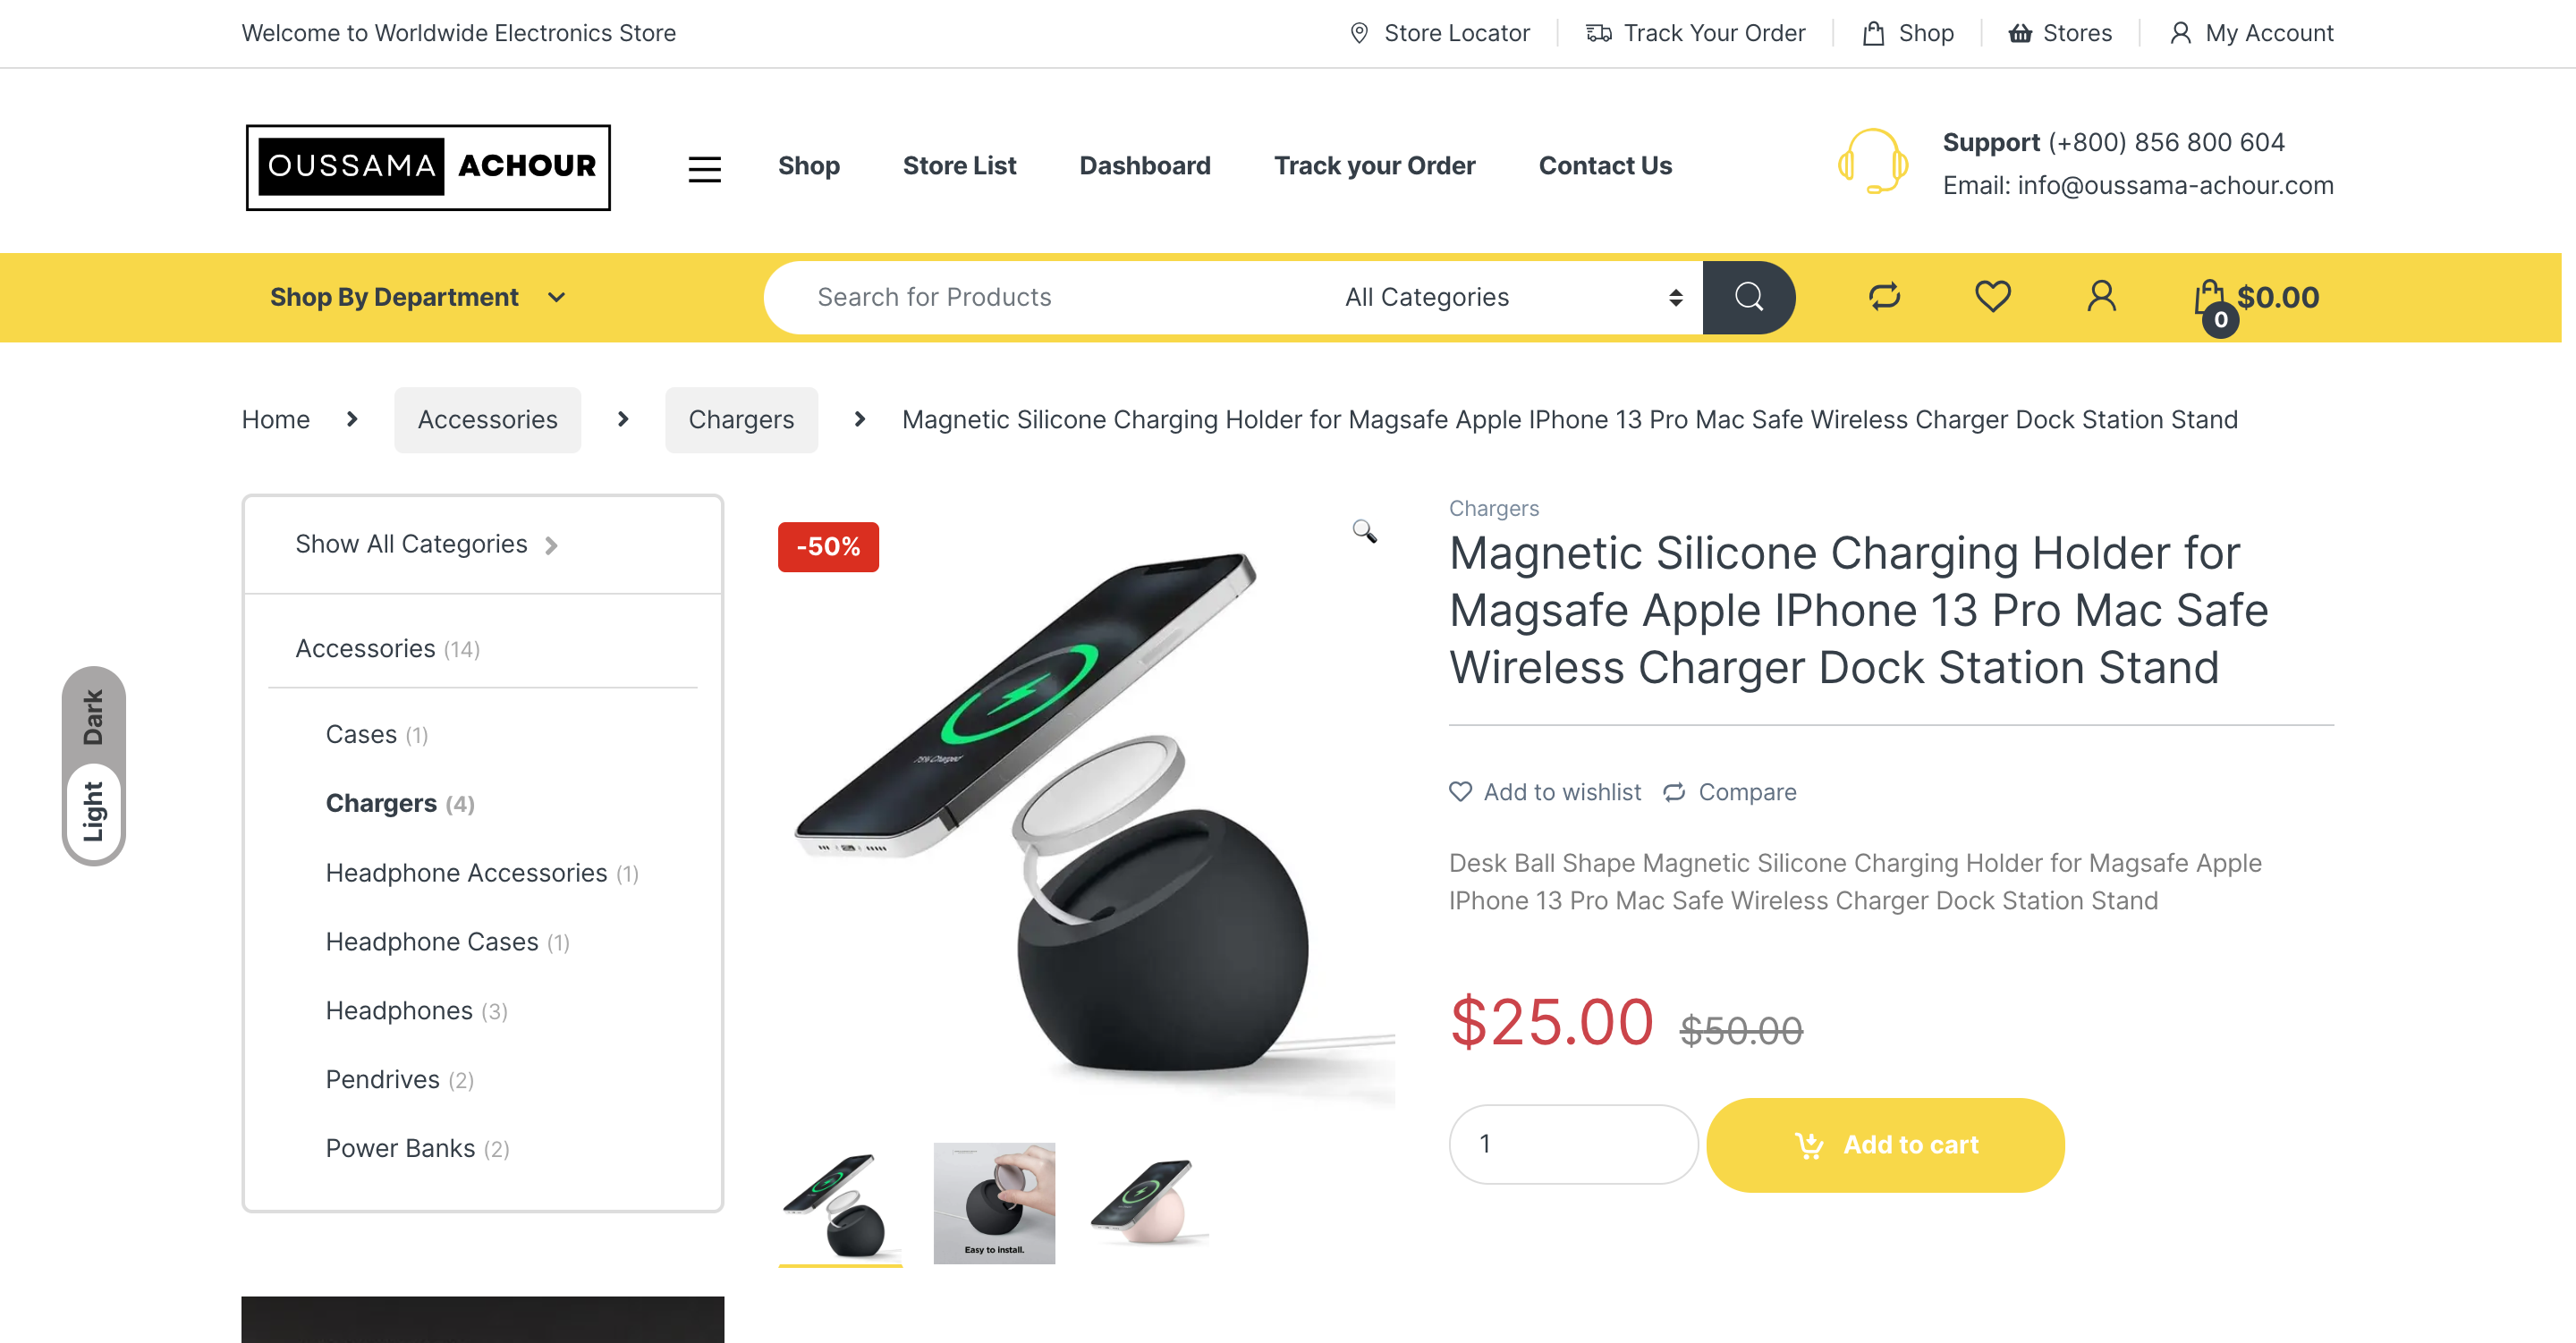 Welcome to Worldwide Electronics Store
Store Locator
Track Your Order
Shop
Stores
My Account
OUSSAMA ACHOUR
Shop
Store List
Dashboard
Track your Order
Contact Us
Support (+800) 856 800 604
Email: info@oussama-achour.com
Shop By Department
Search for Products
All Categories
0
$0.00
Home
Accessories
Chargers
Magnetic Silicone Charging Holder for Magsafe Apple IPhone 13 Pro Mac Safe Wireless Charger Dock Station Stand
Show All Categories
Accessories (14)
Cases (1)
Chargers (4)
Headphone Accessories (1)
Headphone Cases (1)
Headphones (3)
Pendrives (2)
Power Banks (2)
Dark
Light
-50%
75% Charged
Easy to install.
Chargers
Magnetic Silicone Charging Holder for
Magsafe Apple IPhone 13 Pro Mac Safe
Wireless Charger Dock Station Stand
Add to wishlist
Compare
Desk Ball Shape Magnetic Silicone Charging Holder for Magsafe Apple
IPhone 13 Pro Mac Safe Wireless Charger Dock Station Stand
$25.00 $50.00
1
Add to cart